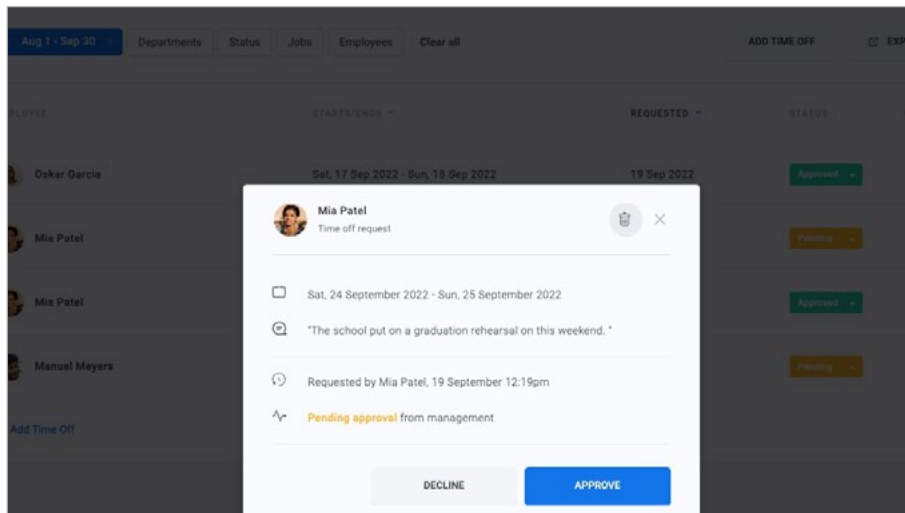 Aug 1 - Sep 30 Departments Status Jobs Employees Clear all ADD TIME OFF EXP
PLOYEE STARTS/ENDS REQUESTED STATUS
Oskar Garcia Sat, 17 Sep 2022 - Sun, 18 Sep 2022 19 Sep 2022 Approved
Mia Patel Pending
Mia Patel Approved
Manuel Meyers Pending
Add Time Off
Mia Patel
Time off request
Sat, 24 September 2022 - Sun, 25 September 2022
"The school put on a graduation rehearsal on this weekend. "
Requested by Mia Patel, 19 September 12:19pm
Pending approval from management
DECLINE APPROVE